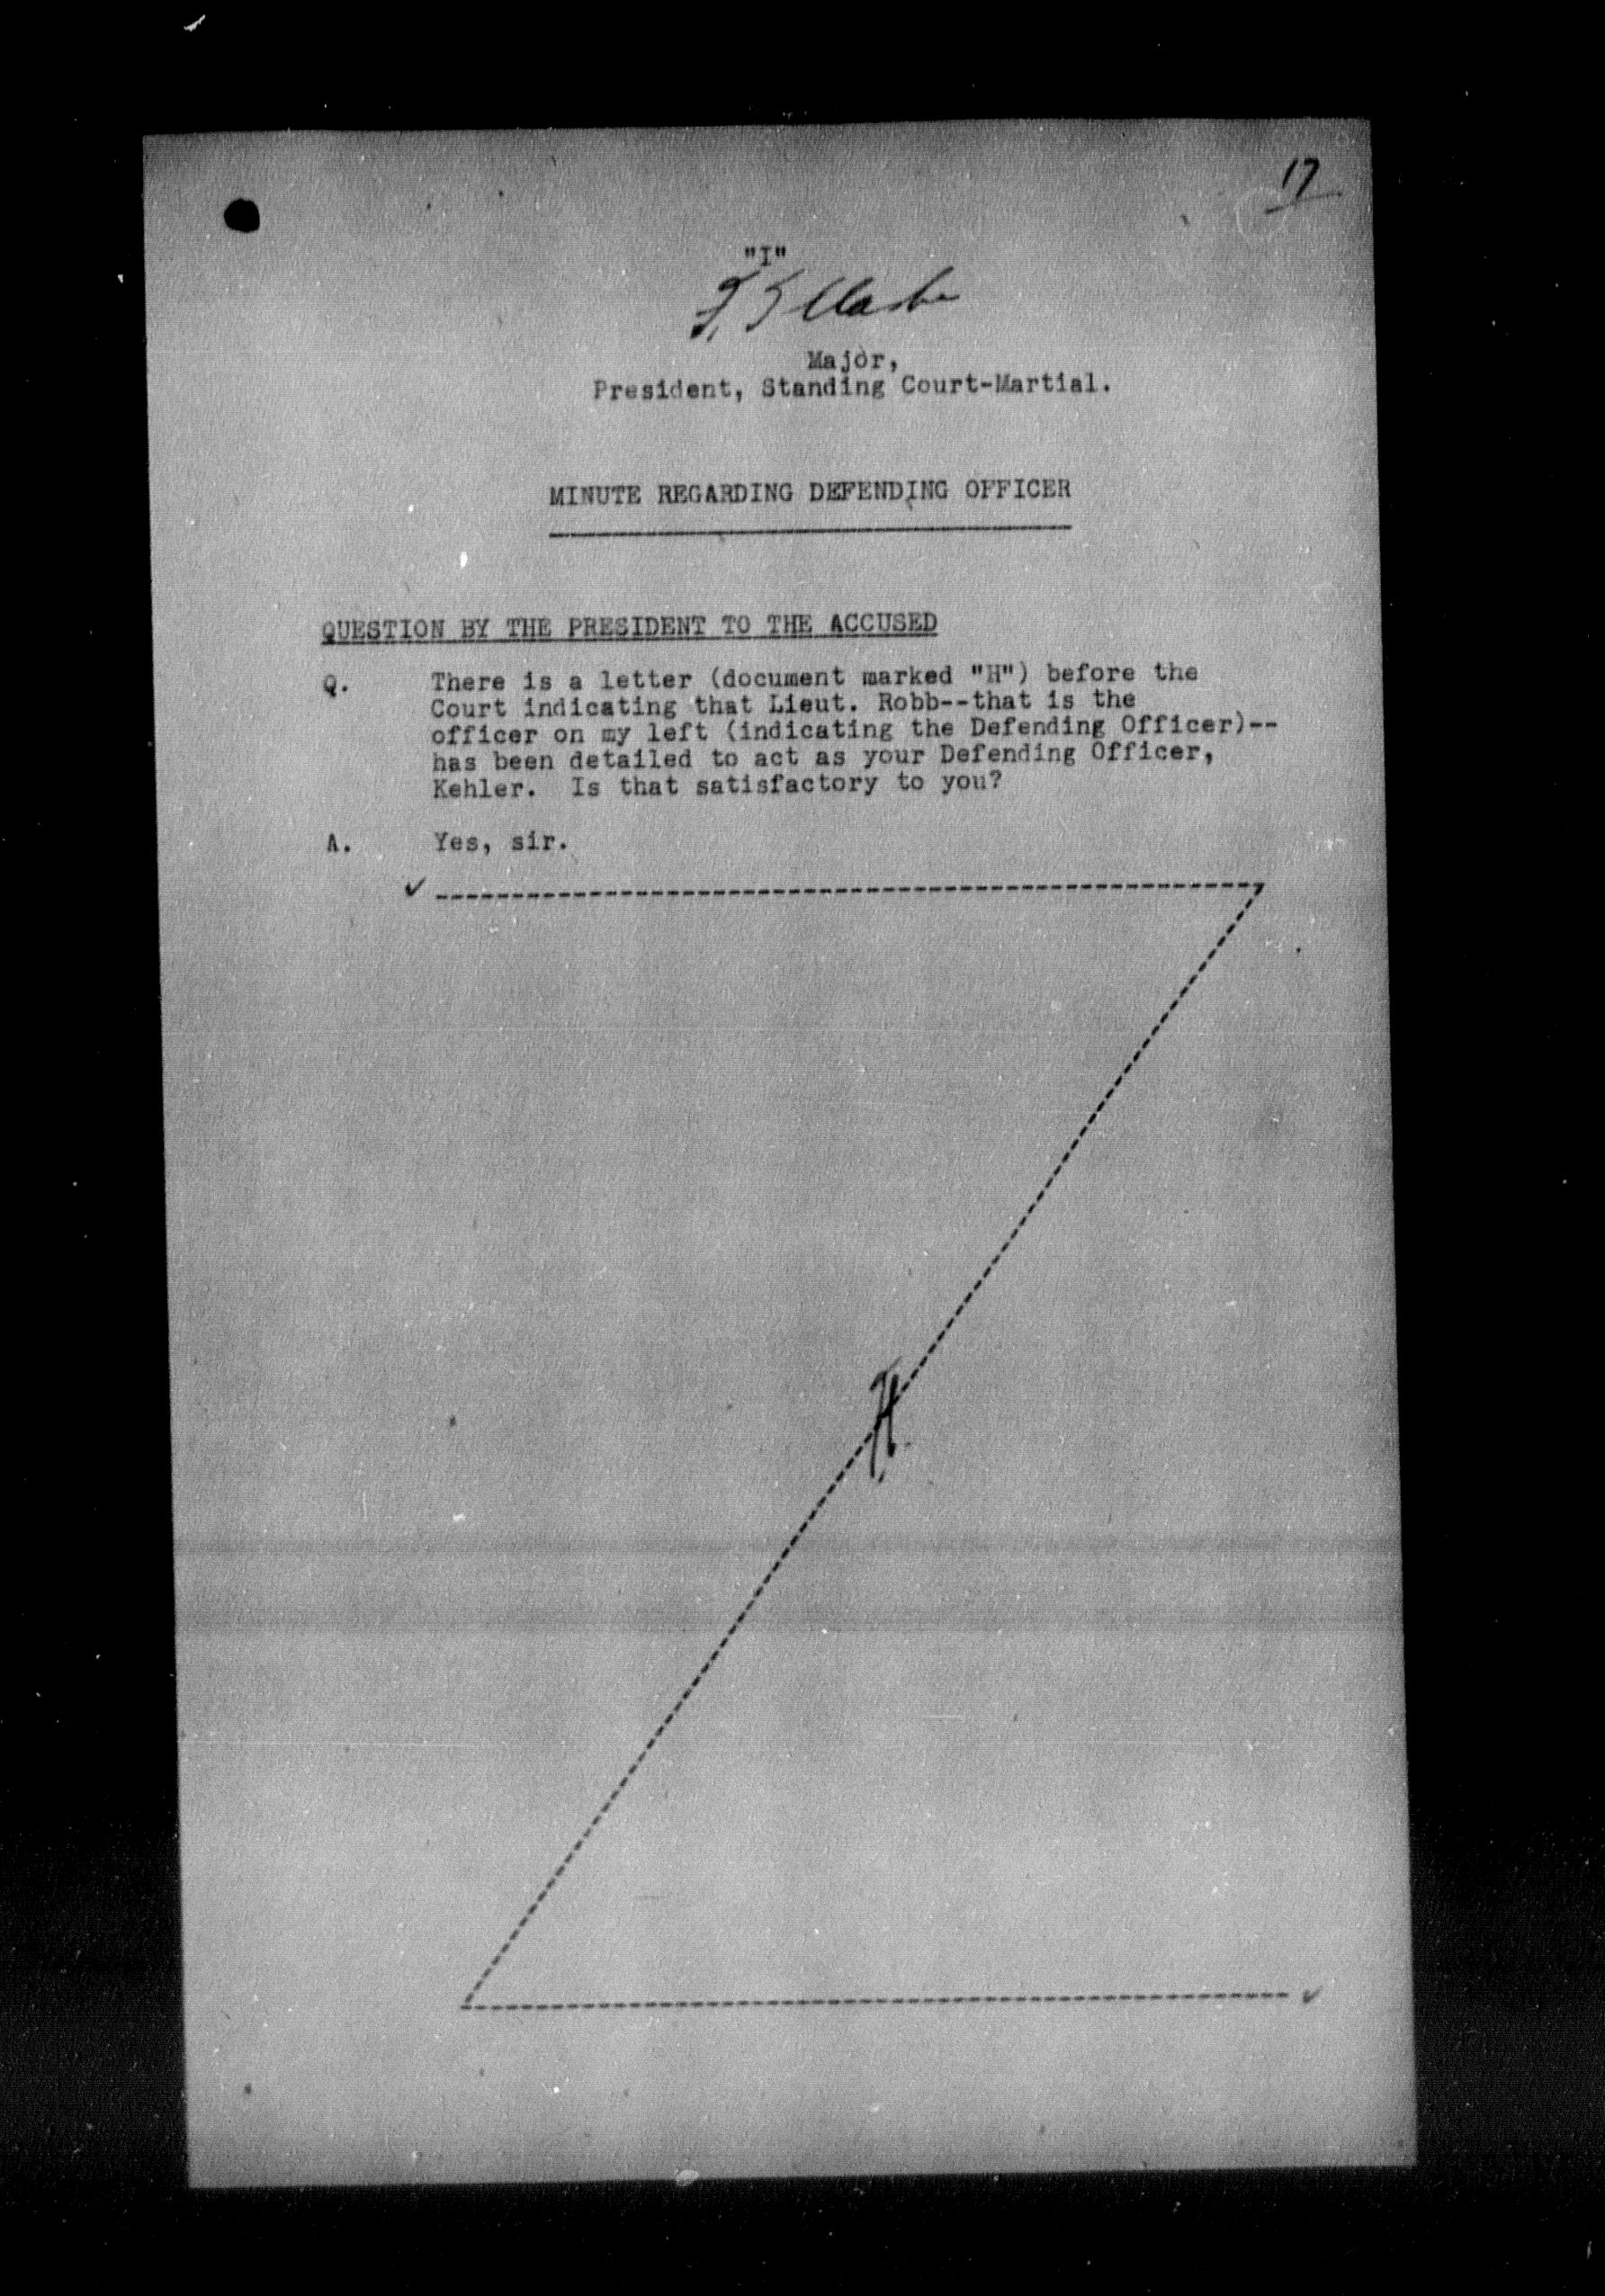 17
"I"
Major,
President, Standing Court-Martial.
MINUTE REGARDING DEFENDING OFFICER
QUESTION BY THE PRESIDENT TO THE ACCUSED
Q. There is a letter (document marked "H") before the
Court indicating that Lieut. Robb--that is the
officer on my left (indicating the Defending Officer)--
has been detailed to act as your Defending Officer,
Kehler. Is that satisfactory to you?
A. Yes, sir.